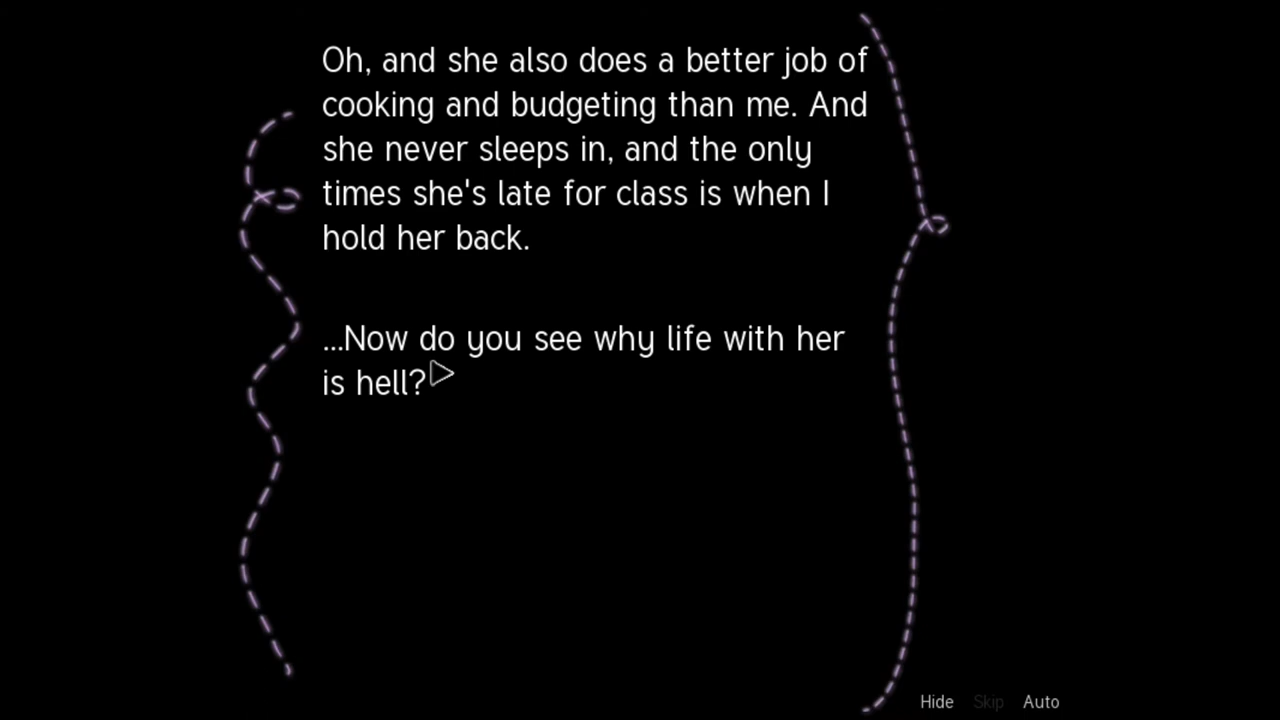 Oh, and she also does a better job of
cooking and budgeting than me. And
she never sleeps in, and the only
times she's late for class is when I
hold her back.
...Now do you see why life with her
is hell?
Hide Skip Auto